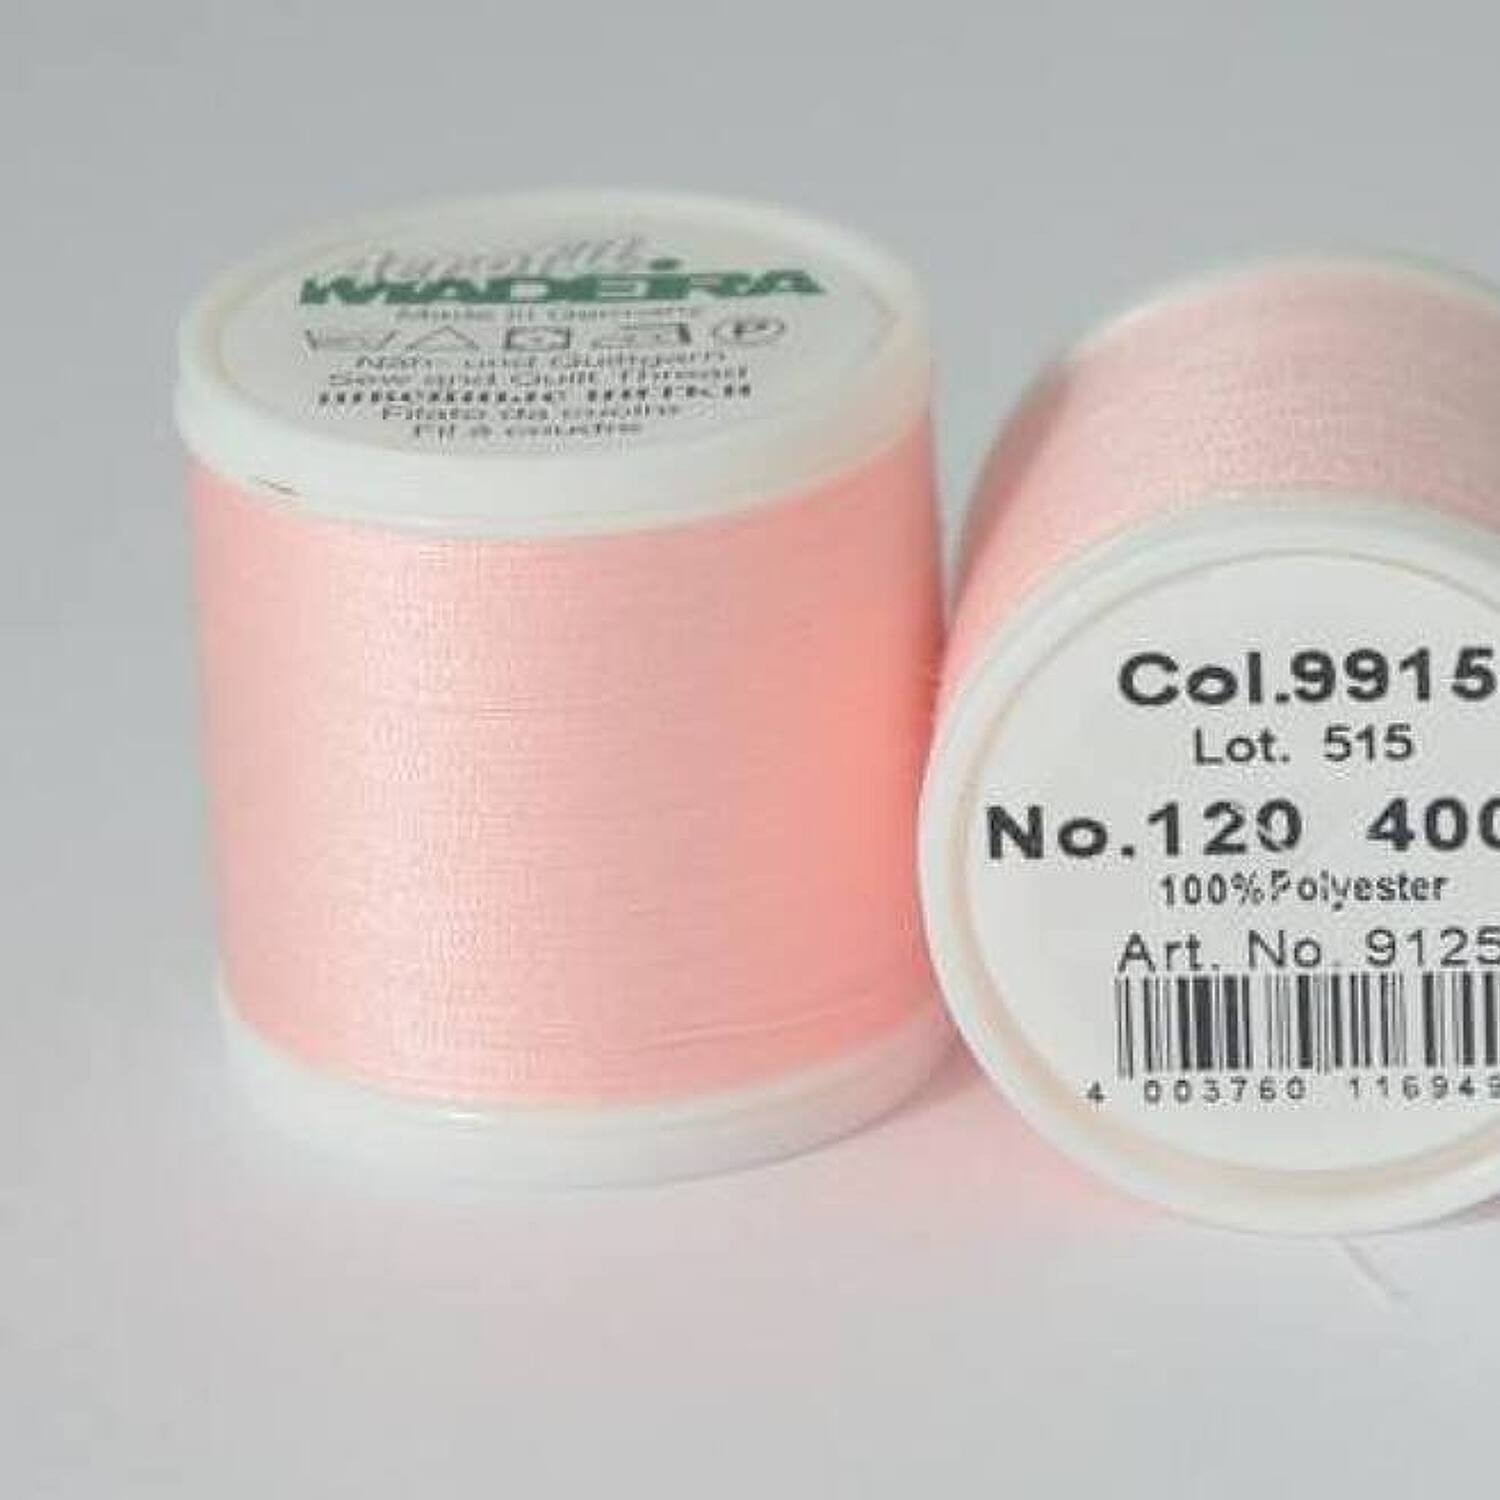 Aerofil
MADEIRA
Made in Germany
Näh- und Quiltgarn
Sew and Quilt Thread
Filato da cucire
Fil à coudre
Col.9915
Lot. 515
No.120 400
100%Polyester
Art. No. 9125
4 003760 116949